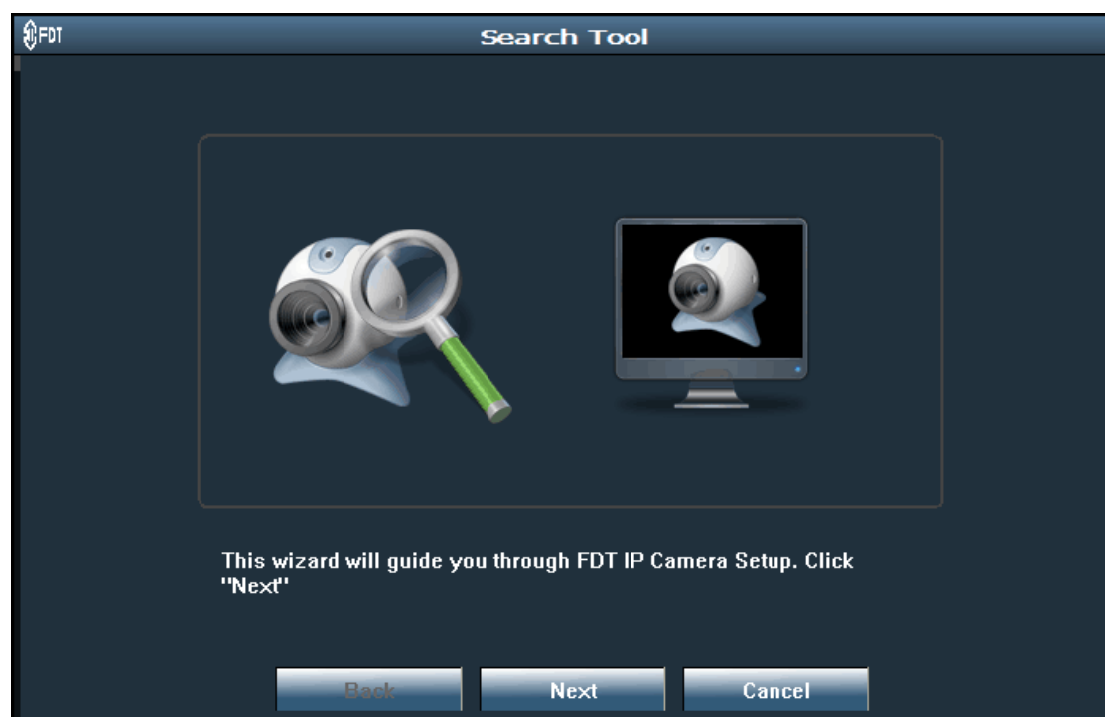 FDT
Search Tool
This wizard will guide you through FDT IP Camera Setup. Click
"Next"
Back
Next
Cancel